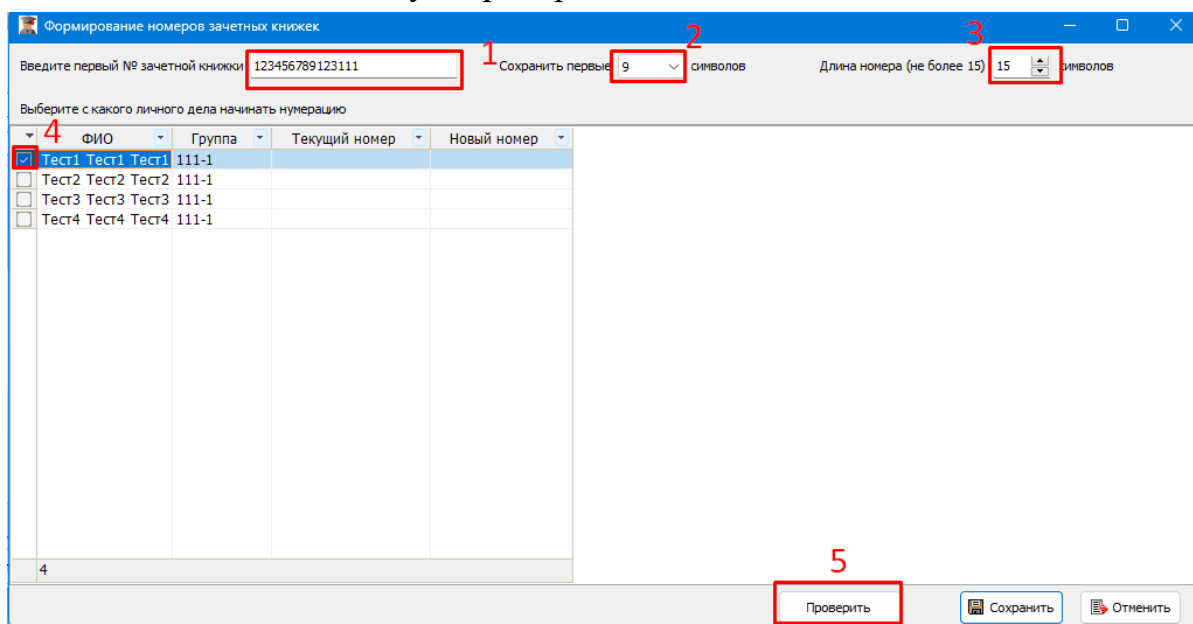 Формирование номеров зачетных книжек
1 2 3
Введите первый № зачетной книжки 123456789123111 Сохранить первые 9 символов Длина номера (не более 15) 15 символов
Выберите с какого личного дела начинать нумерацию
4 ФИО Группа Текущий номер Новый номер
Тест1 Тест1 Тест1 111-1
Тест2 Тест2 Тест2 111-1
Тест3 Тест3 Тест3 111-1
Тест4 Тест4 Тест4 111-1
4
5
Проверить Сохранить Отменить